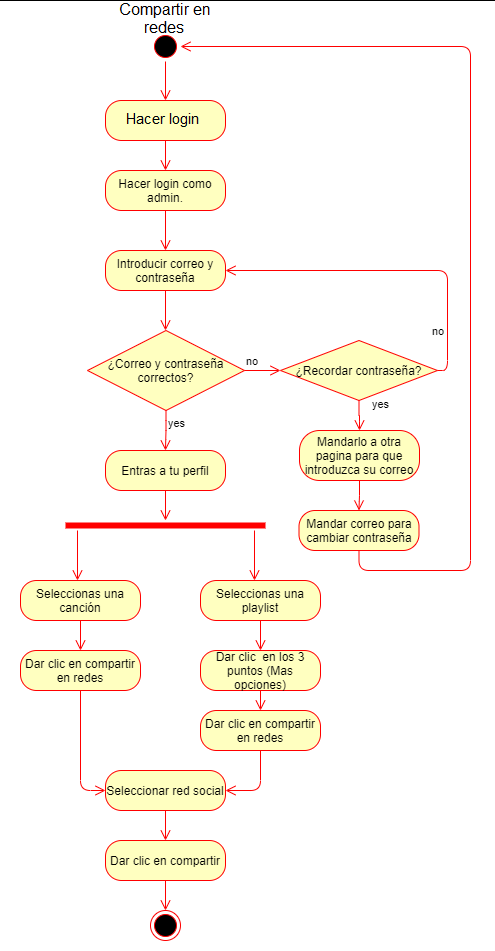 Compartir en
redes
Hacer login
Hacer login como
admin.
Introducir correo y
contraseña
no
¿Correo y contraseña
correctos?
no
¿Recordar contraseña?
yes
yes
Mandarlo a otra
pagina para que
introduzca su correo
Entras a tu perfil
Mandar correo para
cambiar contraseña
Seleccionas una
canción
Seleccionas una
playlist
Dar clic en compartir
en redes
Dar clic en los 3
puntos (Mas
opciones)
Dar clic en compartir
en redes
Seleccionar red social
Dar clic en compartir